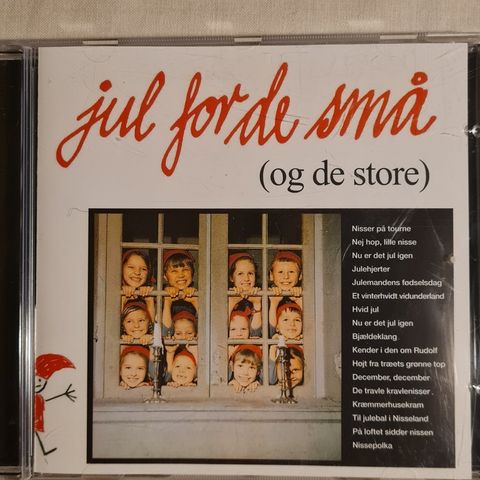 jul for de små
(og de store)
Nisser på tourne
Nej hop, lille nisse
Nu er det jul igen
Julehjerter
Julemandens fødselsdag
Et vinterhvidt vidunderland
Hvid jul
Nu er det jul igen
Bjældeklang
Kender i den om Rudolf
Højt fra træets grønne top
December, december
De travle kravlenisser
Kræmmerhusekram
Til julebal i Nisseland
På loftet sidder nissen
Nissepolka